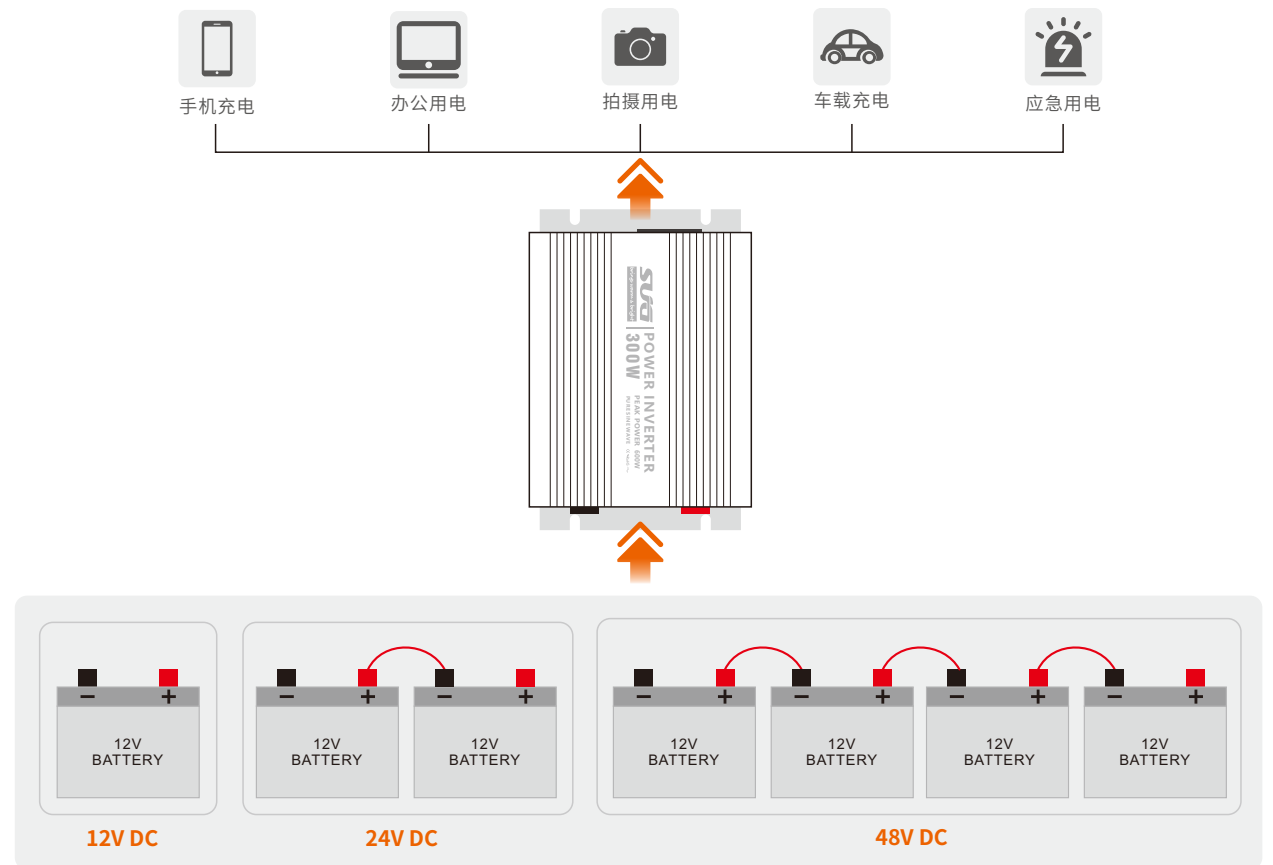 手机充电
办公用电
拍摄用电
车载充电
应急用电
SUG
POWER INVERTER
300W
PEAK POWER 600W
PURESINEWAVE
− +
− +
− +
− +
− +
− +
− +
12V
BATTERY
12V
BATTERY
12V
BATTERY
12V
BATTERY
12V
BATTERY
12V
BATTERY
12V
BATTERY
12V DC
24V DC
48V DC